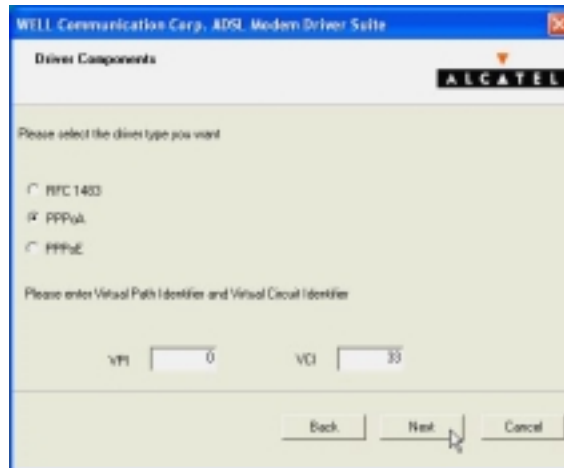 WELL Communication Corp. ADSL Modem Driver Suite
Driver Components
ALCATEL
Please select the driver type you want
RFC 1483
PPPoA
PPPoE
Please enter Virtual Path Identifier and Virtual Circuit Identifier
VPI 0 VCI 33
Back Next Cancel